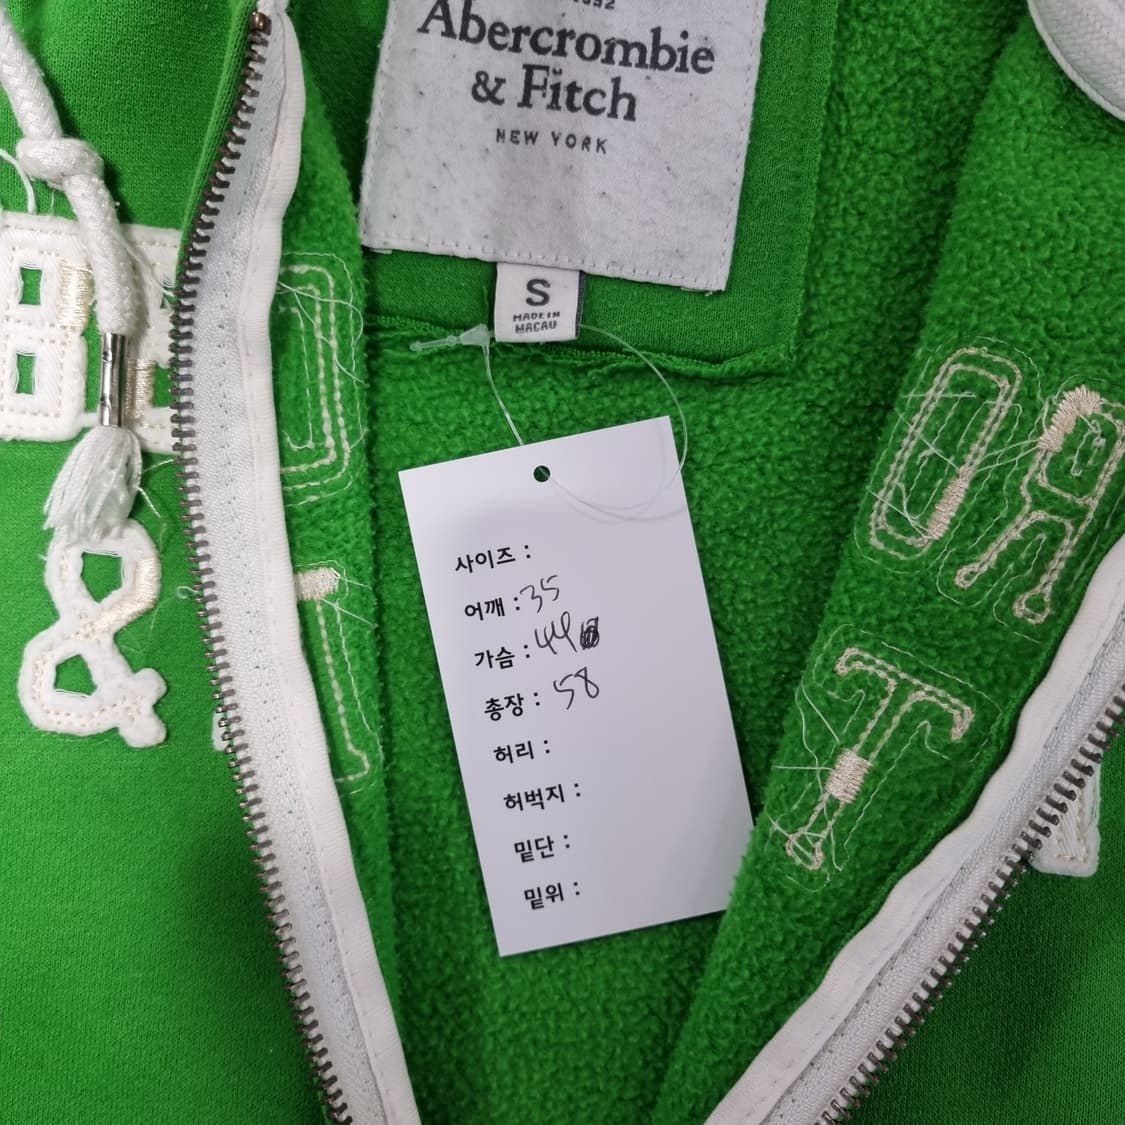 Abercrombie
& Fitch
NEW YORK
S
MADE IN
MACAU
사이즈 :
어깨 : 35
가슴 : 44
총장 : 58
허리 :
허벅지 :
밑단 :
밑위 :
&